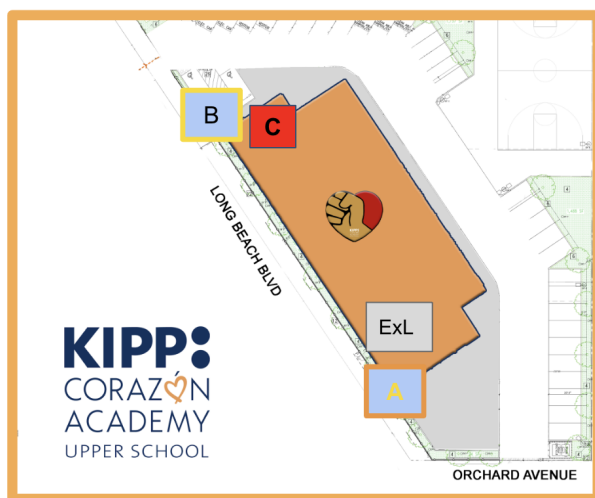 B
C
LONG BEACH BLVD
ExL
A
KIPP:
CORAZÓN
ACADEMY
UPPER SCHOOL
ORCHARD AVENUE